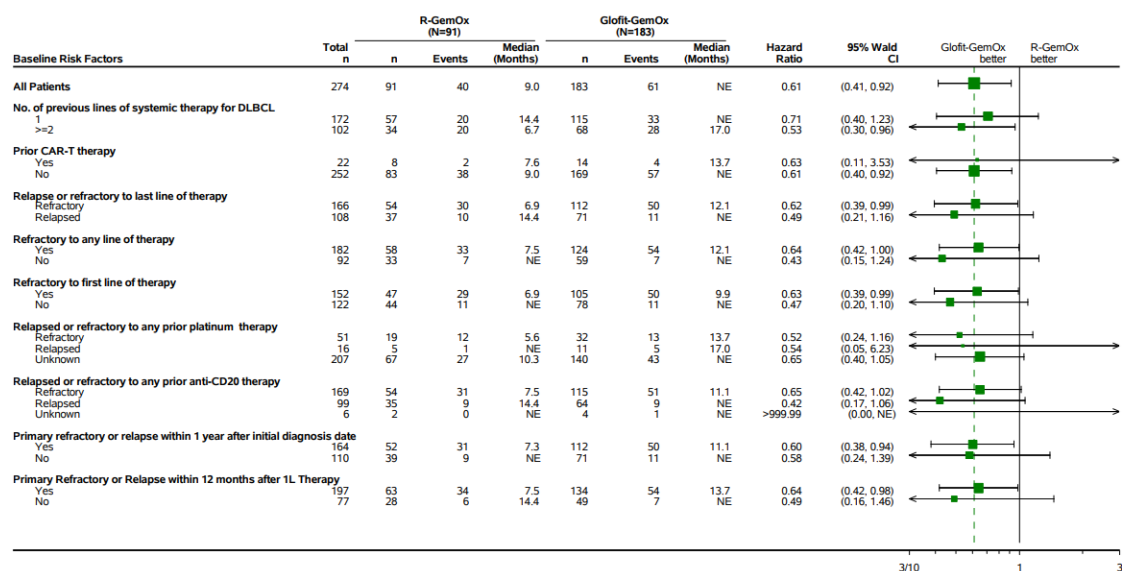 R-GemOx Glofit-GemOx
(N=91) (N=183)
Total Median Median Hazard 95% Wald Glofit-GemOx R-GemOx
Baseline Risk Factors n n Events (Months) n Events (Months) Ratio CI better better
All Patients 274 91 40 9.0 183 61 NE 0.61 (0.41, 0.92)
No. of previous lines of systemic therapy for DLBCL
1 172 57 20 14.4 115 33 NE 0.71 (0.40, 1.23)
>=2 102 34 20 6.7 68 28 17.0 0.53 (0.30, 0.96)
Prior CAR-T therapy
Yes 22 8 2 7.6 14 4 13.7 0.63 (0.11, 3.53)
No 252 83 38 9.0 169 57 NE 0.61 (0.40, 0.92)
Relapse or refractory to last line of therapy
Refractory 166 54 30 6.9 112 50 12.1 0.62 (0.39, 0.99)
Relapsed 108 37 10 14.4 71 11 NE 0.49 (0.21, 1.16)
Refractory to any line of therapy
Yes 182 58 33 7.5 124 54 12.1 0.64 (0.42, 1.00)
No 92 33 7 NE 59 7 NE 0.43 (0.15, 1.24)
Refractory to first line of therapy
Yes 152 47 29 6.9 105 50 9.9 0.63 (0.39, 0.99)
No 122 44 11 NE 78 11 NE 0.47 (0.20, 1.10)
Relapsed or refractory to any prior platinum therapy
Refractory 51 19 12 5.6 32 13 13.7 0.52 (0.24, 1.16)
Relapsed 16 5 1 NE 11 5 17.0 0.54 (0.05, 6.23)
Unknown 207 67 27 10.3 140 43 NE 0.65 (0.40, 1.05)
Relapsed or refractory to any prior anti-CD20 therapy
Refractory 169 54 31 7.5 115 51 11.1 0.65 (0.42, 1.02)
Relapsed 99 35 9 14.4 64 9 NE 0.42 (0.17, 1.06)
Unknown 6 2 0 NE 4 1 NE >999.99 (0.00, NE)
Primary refractory or relapse within 1 year after initial diagnosis date
Yes 164 52 31 7.3 112 50 11.1 0.60 (0.38, 0.94)
No 110 39 9 NE 71 11 NE 0.58 (0.24, 1.39)
Primary Refractory or Relapse within 12 months after 1L Therapy
Yes 197 63 34 7.5 134 54 13.7 0.64 (0.42, 0.98)
No 77 28 6 14.4 49 7 NE 0.49 (0.16, 1.46)
3/10 1 3